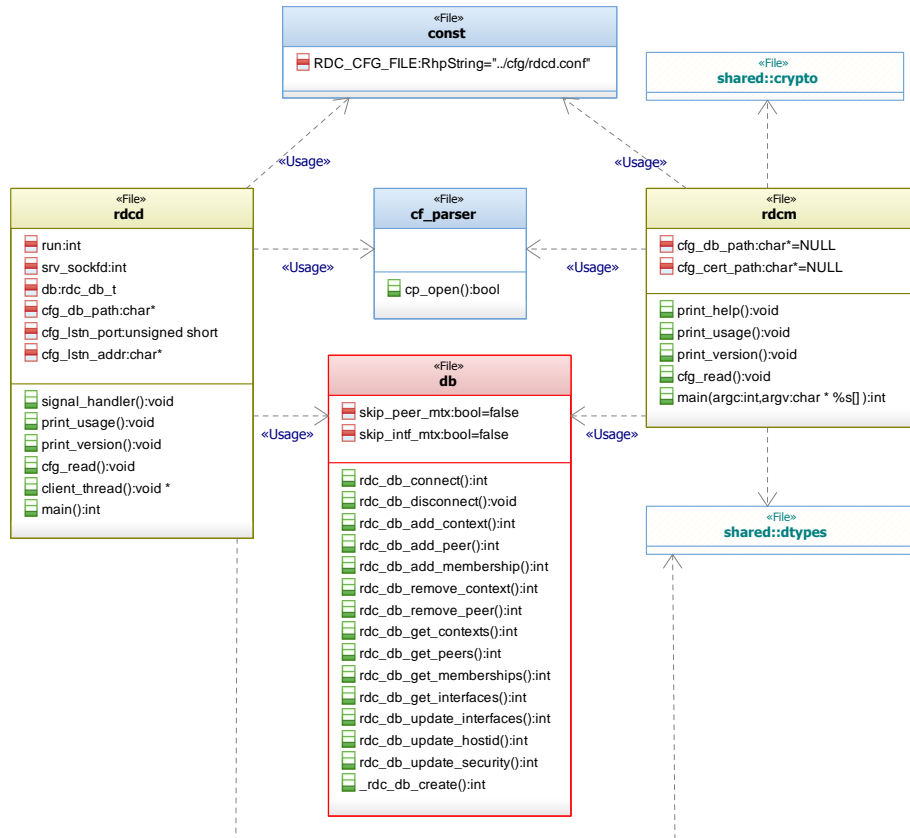 «File»
const
RDC_CFG_FILE:RhpString="../cfg/rdcd.conf"
«File»
shared::crypto
«Usage»
«Usage»
«File»
rdcd
run:int
srv_sockfd:int
db:rdc_db_t
cfg_db_path:char*
cfg_lstn_port:unsigned short
cfg_lstn_addr:char*
signal_handler():void
print_usage():void
print_version():void
cfg_read():void
client_thread():void *
main():int
«File»
cf_parser
cp_open():bool
«Usage»
«Usage»
«File»
rdcm
cfg_db_path:char*=NULL
cfg_cert_path:char*=NULL
print_help():void
print_usage():void
print_version():void
cfg_read():void
main(argc:int,argv:char * %s[] ):int
«Usage»
«Usage»
«File»
db
skip_peer_mtx:bool=false
skip_intf_mtx:bool=false
rdc_db_connect():int
rdc_db_disconnect():void
rdc_db_add_context():int
rdc_db_add_peer():int
rdc_db_add_membership():int
rdc_db_remove_context():int
rdc_db_remove_peer():int
rdc_db_get_contexts():int
rdc_db_get_peers():int
rdc_db_get_memberships():int
rdc_db_get_interfaces():int
rdc_db_update_interfaces():int
rdc_db_update_hostid():int
rdc_db_update_security():int
_rdc_db_create():int
«File»
shared::dtypes